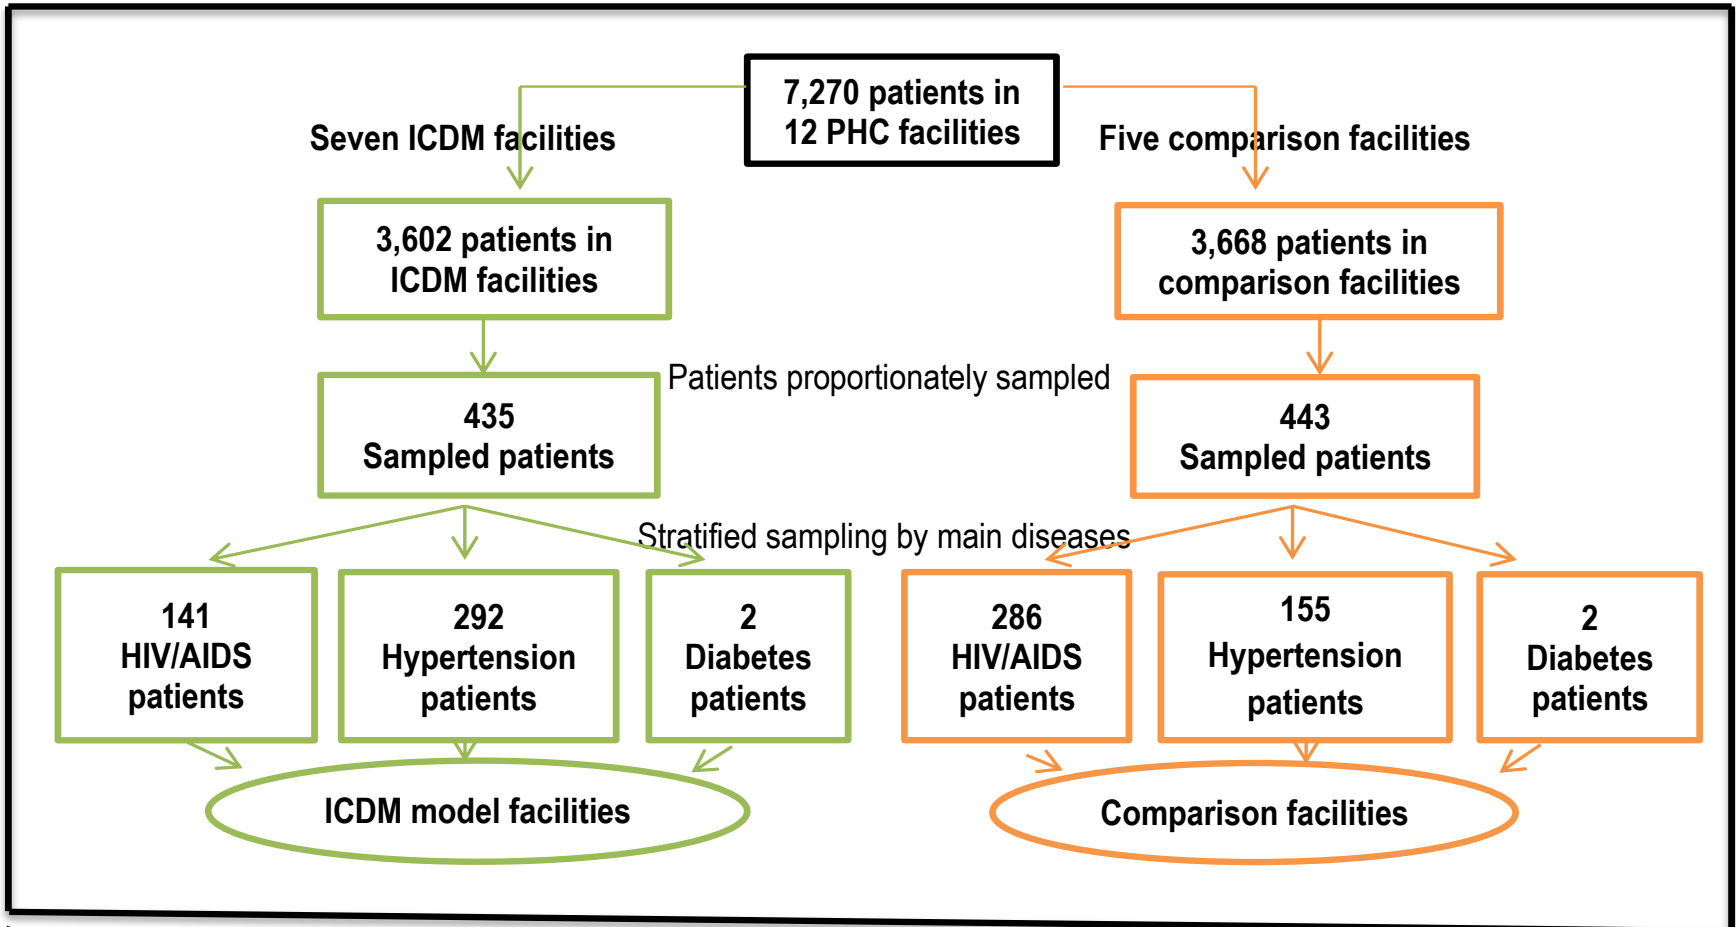 7,270 patients in
12 PHC facilities
Seven ICDM facilities
Five comparison facilities
3,602 patients in
ICDM facilities
3,668 patients in
comparison facilities
Patients proportionately sampled
435
Sampled patients
443
Sampled patients
Stratified sampling by main diseases
141
HIV/AIDS
patients
292
Hypertension
patients
2
Diabetes
patients
286
HIV/AIDS
patients
155
Hypertension
patients
2
Diabetes
patients
ICDM model facilities
Comparison facilities